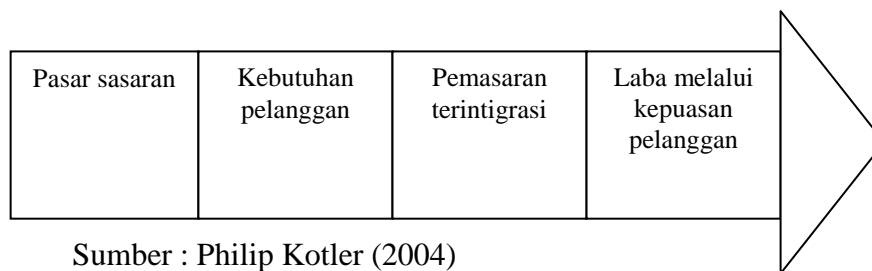 Pasar sasaran
Kebutuhan
pelanggan
Pemasaran
terintigrasi
Laba melalui
kepuasan
pelanggan
Sumber : Philip Kotler (2004)